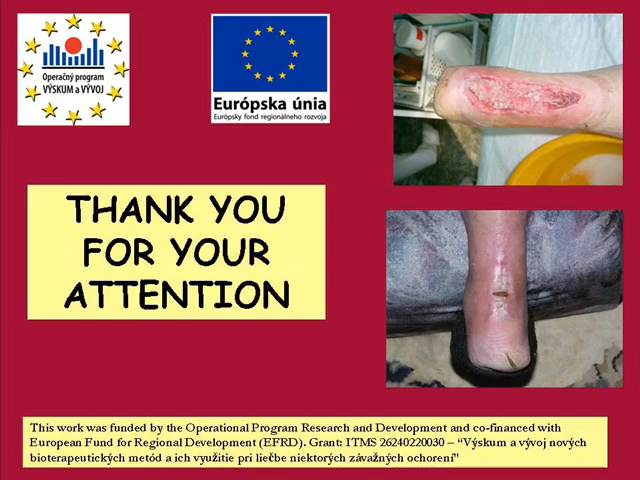 Operačný program
VÝSKUM a VÝVOJ
Európska únia
Európsky fond regionálneho rozvoja
THANK YOU
FOR YOUR
ATTENTION
This work was funded by the Operational Program Research and Development and co-financed with
European Fund for Regional Development (EFRD). Grant: ITMS 26240220030 – “Výskum a vývoj nových
bioterapeutických metód a ich využitie pri liečbe niektorých závažných ochorení”